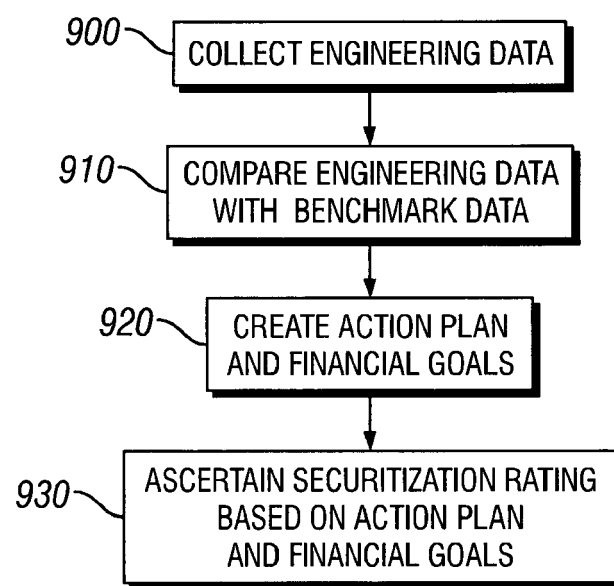 900
COLLECT ENGINEERING DATA
910
COMPARE ENGINEERING DATA
WITH BENCHMARK DATA
920
CREATE ACTION PLAN
AND FINANCIAL GOALS
930
ASCERTAIN SECURITIZATION RATING
BASED ON ACTION PLAN
AND FINANCIAL GOALS